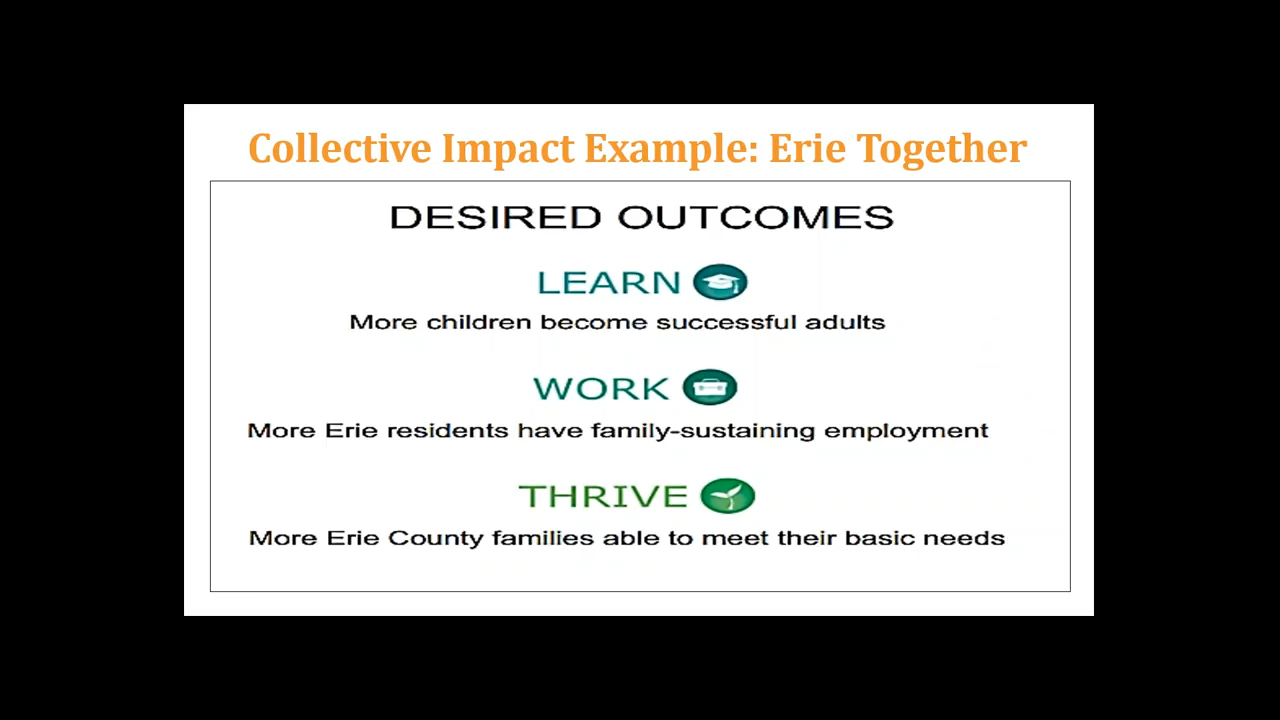 Collective Impact Example: Erie Together
DESIRED OUTCOMES
LEARN
More children become successful adults
WORK
More Erie residents have family-sustaining employment
THRIVE
More Erie County families able to meet their basic needs